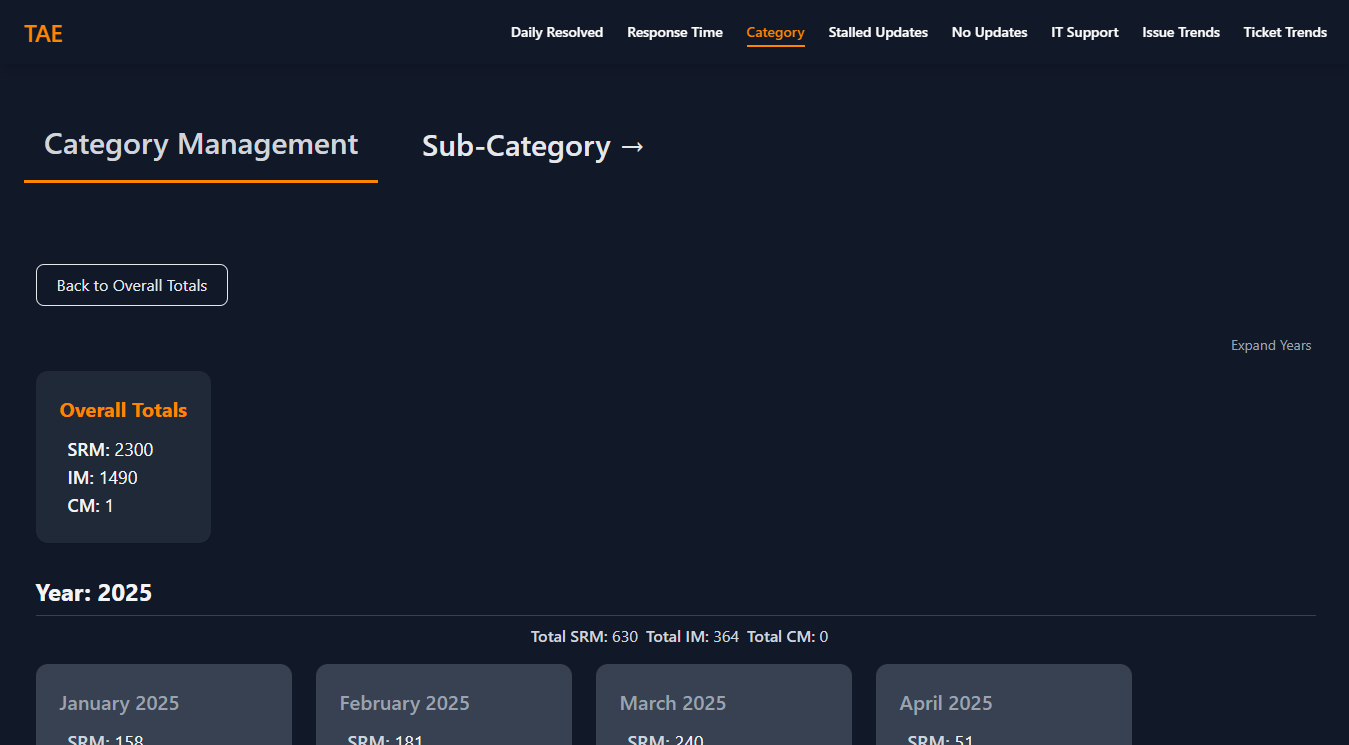 TAE
Daily Resolved Response Time Category Stalled Updates No Updates IT Support Issue Trends Ticket Trends
Category Management Sub-Category →
Back to Overall Totals
Expand Years
Overall Totals
SRM: 2300
IM: 1490
CM: 1
Year: 2025
Total SRM: 630 Total IM: 364 Total CM: 0
January 2025 February 2025 March 2025 April 2025
SRM: 158 SRM: 181 SRM: 240 SRM: 51